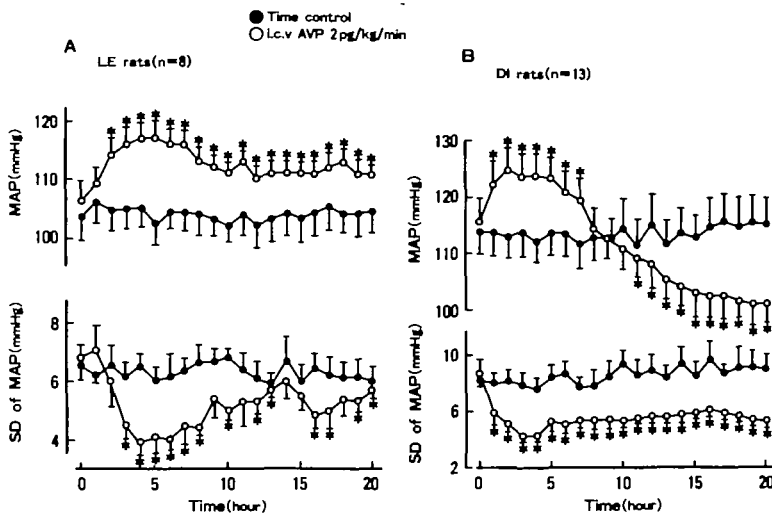 ● Time control
○ I.c.v AVP 2pg/kg/min
A
LE rats(n=8)
B
DI rats(n=13)
MAP(mmHg)
120
110
100
MAP(mmHg)
130
120
114
100
SD of MAP(mmHg)
8
6
4
SD of MAP(mmHg)
10
6
2
0 5 10 15 20
Time(hour)
0 5 10 15 20
Time(hour)